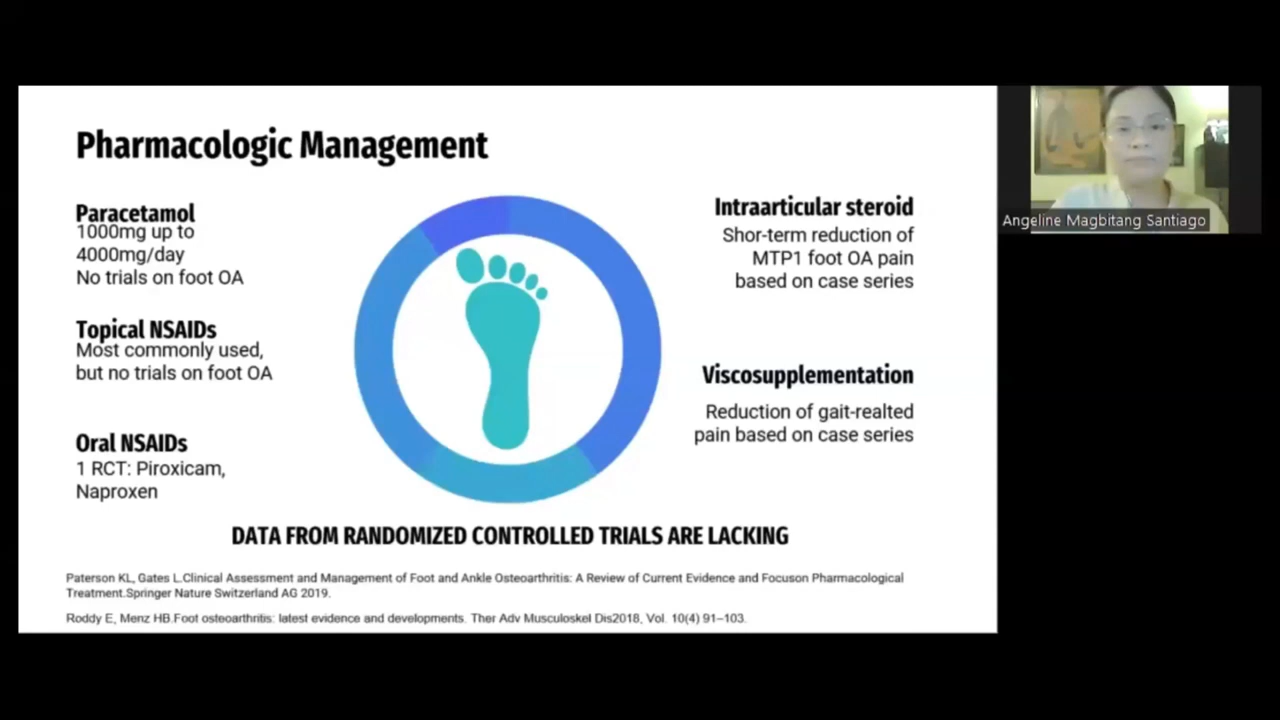 Pharmacologic Management
Paracetamol
1000mg up to
4000mg/day
No trials on foot OA
Topical NSAIDs
Most commonly used,
but no trials on foot OA
Oral NSAIDs
1 RCT: Piroxicam,
Naproxen
Intraarticular steroid
Shor-term reduction of
MTP1 foot OA pain
based on case series
Viscosupplementation
Reduction of gait-realted
pain based on case series
DATA FROM RANDOMIZED CONTROLLED TRIALS ARE LACKING
Paterson KL, Gates L.Clinical Assessment and Management of Foot and Ankle Osteoarthritis: A Review of Current Evidence and Focuson Pharmacological
Treatment.Springer Nature Switzerland AG 2019.
Roddy E, Menz HB.Foot osteoarthritis: latest evidence and developments. Ther Adv Musculoskel Dis2018, Vol. 10(4) 91–103.
Angeline Magbitang Santiago